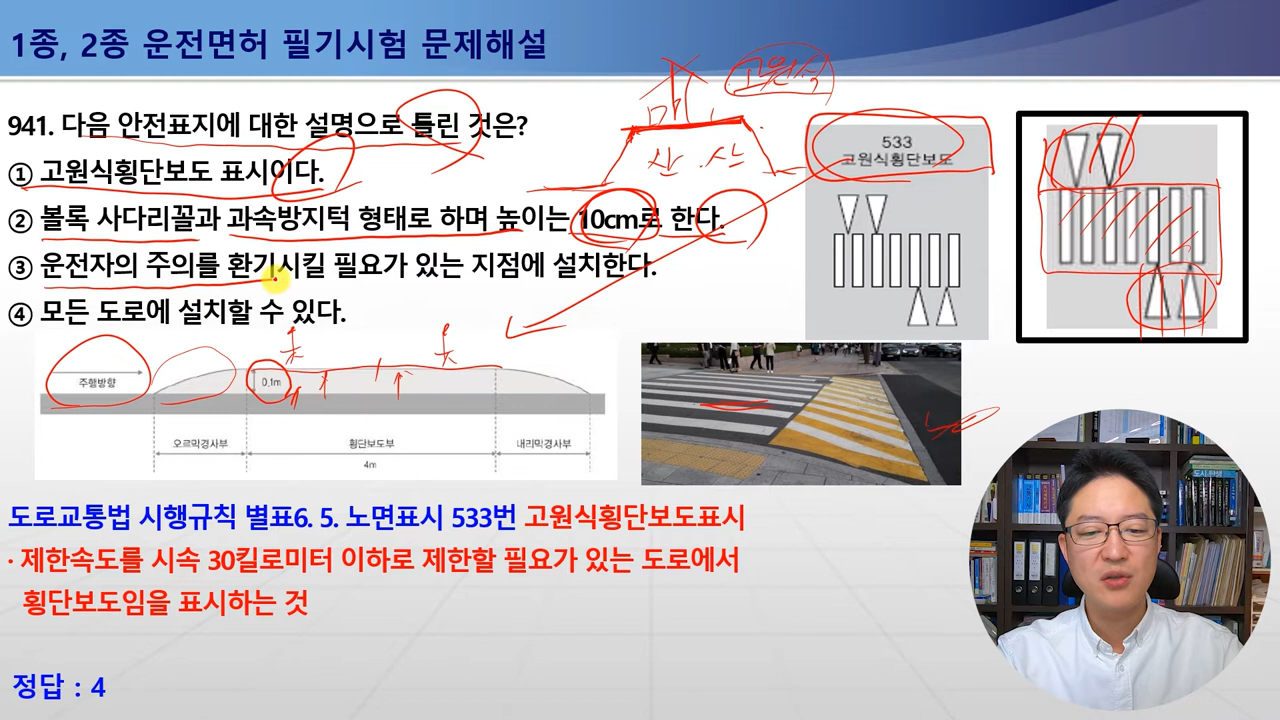 1종, 2종 운전면허 필기시험 문제해설
941. 다음 안전표지에 대한 설명으로 틀린 것은?
① 고원식횡단보도 표시이다.
② 볼록 사다리꼴과 과속방지턱 형태로 하며 높이는 10cm로 한다.
③ 운전자의 주의를 환기시킬 필요가 있는 지점에 설치한다.
④ 모든 도로에 설치할 수 있다.
고원식
533
고원식횡단보도
주행방향
0.1m
오르막경사부
횡단보도부
내리막경사부
4m
도로교통법 시행규칙 별표6. 5. 노면표시 533번 고원식횡단보도표시
· 제한속도를 시속 30킬로미터 이하로 제한할 필요가 있는 도로에서
횡단보도임을 표시하는 것
정답 : 4